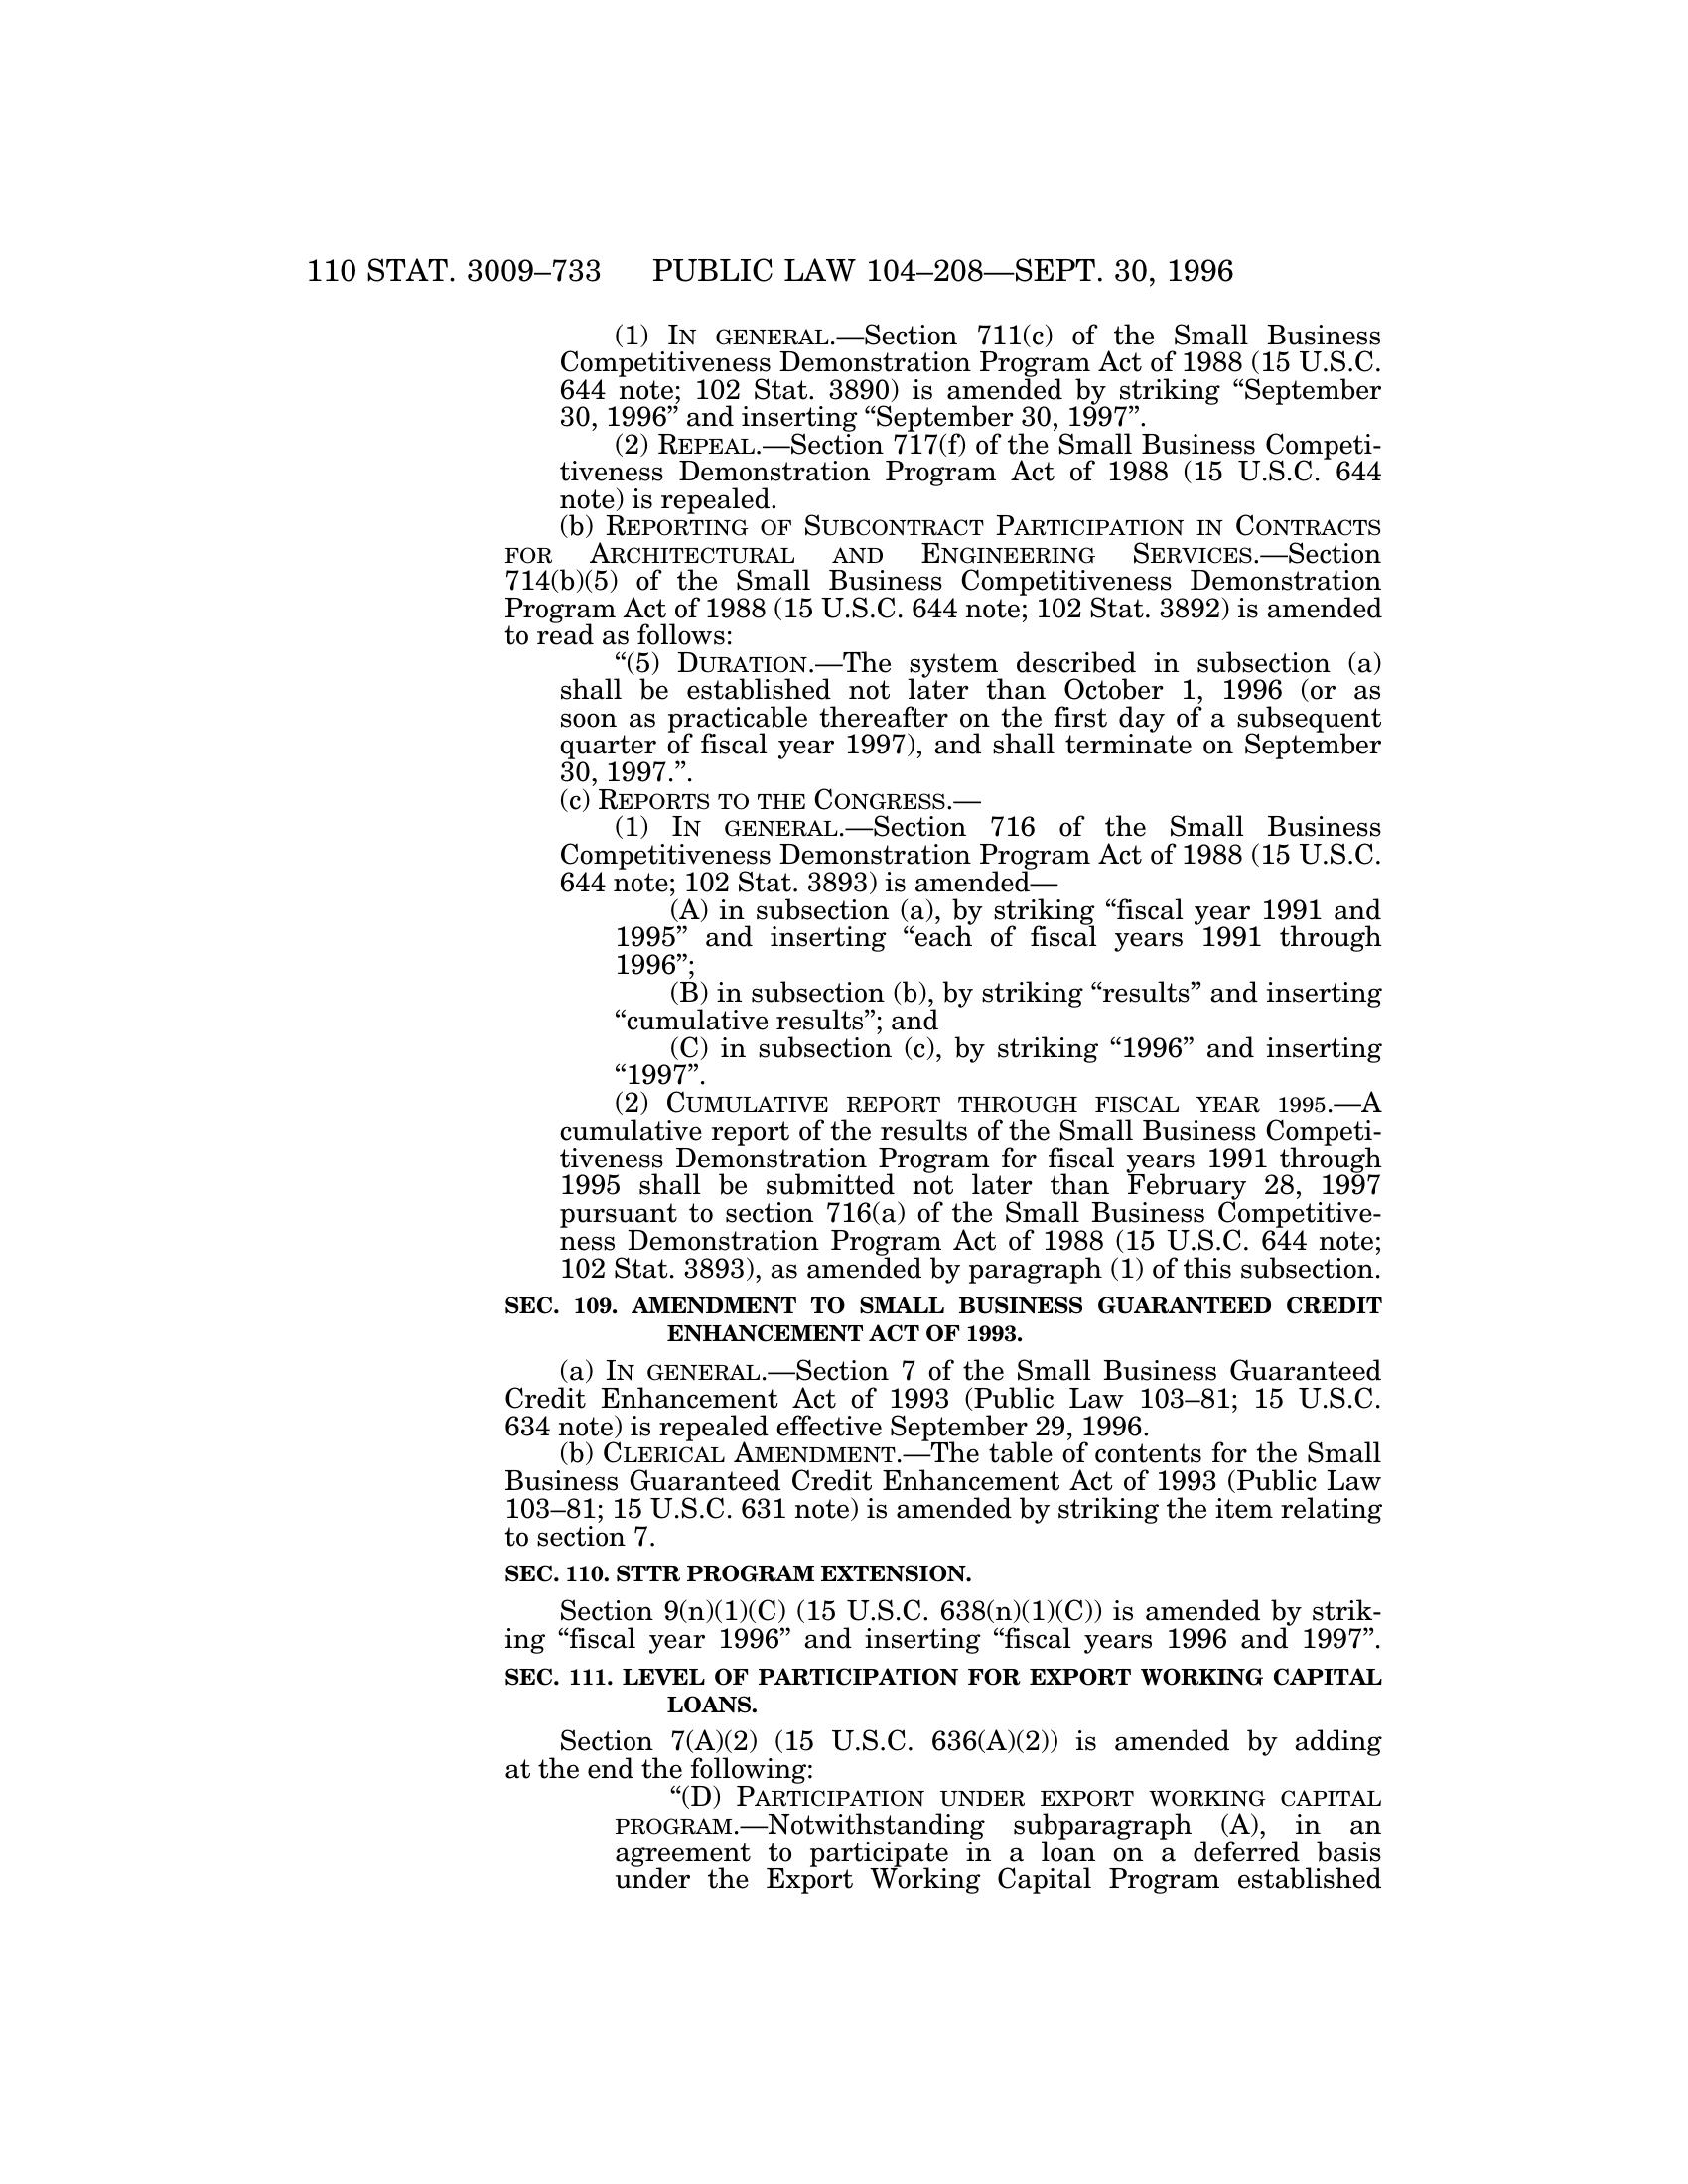 110 STAT. 3009–733 PUBLIC LAW 104–208—SEPT. 30, 1996
(1) IN GENERAL.—Section 711(c) of the Small Business
Competitiveness Demonstration Program Act of 1988 (15 U.S.C.
644 note; 102 Stat. 3890) is amended by striking “September
30, 1996” and inserting “September 30, 1997”.
(2) REPEAL.—Section 717(f) of the Small Business Competi-
tiveness Demonstration Program Act of 1988 (15 U.S.C. 644
note) is repealed.
(b) REPORTING OF SUBCONTRACT PARTICIPATION IN CONTRACTS
FOR ARCHITECTURAL AND ENGINEERING SERVICES.—Section
714(b)(5) of the Small Business Competitiveness Demonstration
Program Act of 1988 (15 U.S.C. 644 note; 102 Stat. 3892) is amended
to read as follows:
“(5) DURATION.—The system described in subsection (a)
shall be established not later than October 1, 1996 (or as
soon as practicable thereafter on the first day of a subsequent
quarter of fiscal year 1997), and shall terminate on September
30, 1997.”.
(c) REPORTS TO THE CONGRESS.—
(1) IN GENERAL.—Section 716 of the Small Business
Competitiveness Demonstration Program Act of 1988 (15 U.S.C.
644 note; 102 Stat. 3893) is amended—
(A) in subsection (a), by striking “fiscal year 1991 and
1995” and inserting “each of fiscal years 1991 through
1996”;
(B) in subsection (b), by striking “results” and inserting
“cumulative results”; and
(C) in subsection (c), by striking “1996” and inserting
“1997”.
(2) CUMULATIVE REPORT THROUGH FISCAL YEAR 1995.—A
cumulative report of the results of the Small Business Competi-
tiveness Demonstration Program for fiscal years 1991 through
1995 shall be submitted not later than February 28, 1997
pursuant to section 716(a) of the Small Business Competitive-
ness Demonstration Program Act of 1988 (15 U.S.C. 644 note;
102 Stat. 3893), as amended by paragraph (1) of this subsection.
SEC. 109. AMENDMENT TO SMALL BUSINESS GUARANTEED CREDIT
ENHANCEMENT ACT OF 1993.
(a) IN GENERAL.—Section 7 of the Small Business Guaranteed
Credit Enhancement Act of 1993 (Public Law 103–81; 15 U.S.C.
634 note) is repealed effective September 29, 1996.
(b) CLERICAL AMENDMENT.—The table of contents for the Small
Business Guaranteed Credit Enhancement Act of 1993 (Public Law
103–81; 15 U.S.C. 631 note) is amended by striking the item relating
to section 7.
SEC. 110. STTR PROGRAM EXTENSION.
Section 9(n)(1)(C) (15 U.S.C. 638(n)(1)(C)) is amended by strik-
ing “fiscal year 1996” and inserting “fiscal years 1996 and 1997”.
SEC. 111. LEVEL OF PARTICIPATION FOR EXPORT WORKING CAPITAL
LOANS.
Section 7(A)(2) (15 U.S.C. 636(A)(2)) is amended by adding
at the end the following:
“(D) PARTICIPATION UNDER EXPORT WORKING CAPITAL
PROGRAM.—Notwithstanding subparagraph (A), in an
agreement to participate in a loan on a deferred basis
under the Export Working Capital Program established